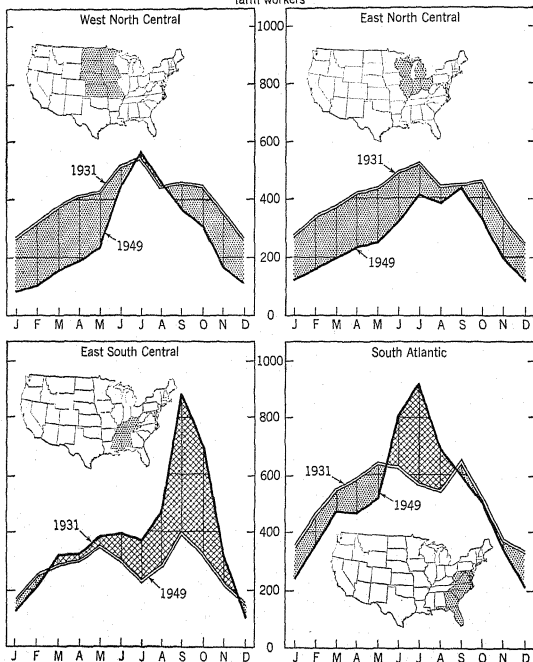 farm workers
West North Central
1000
East North Central
800
600
1931
1931
400
1949
1949
200
0
J F M A M J J A S O N D
J F M A M J J A S O N D
East South Central
1000
South Atlantic
800
600
1931
1949
1931
400
1949
200
0
J F M A M J J A S O N D
J F M A M J J A S O N D